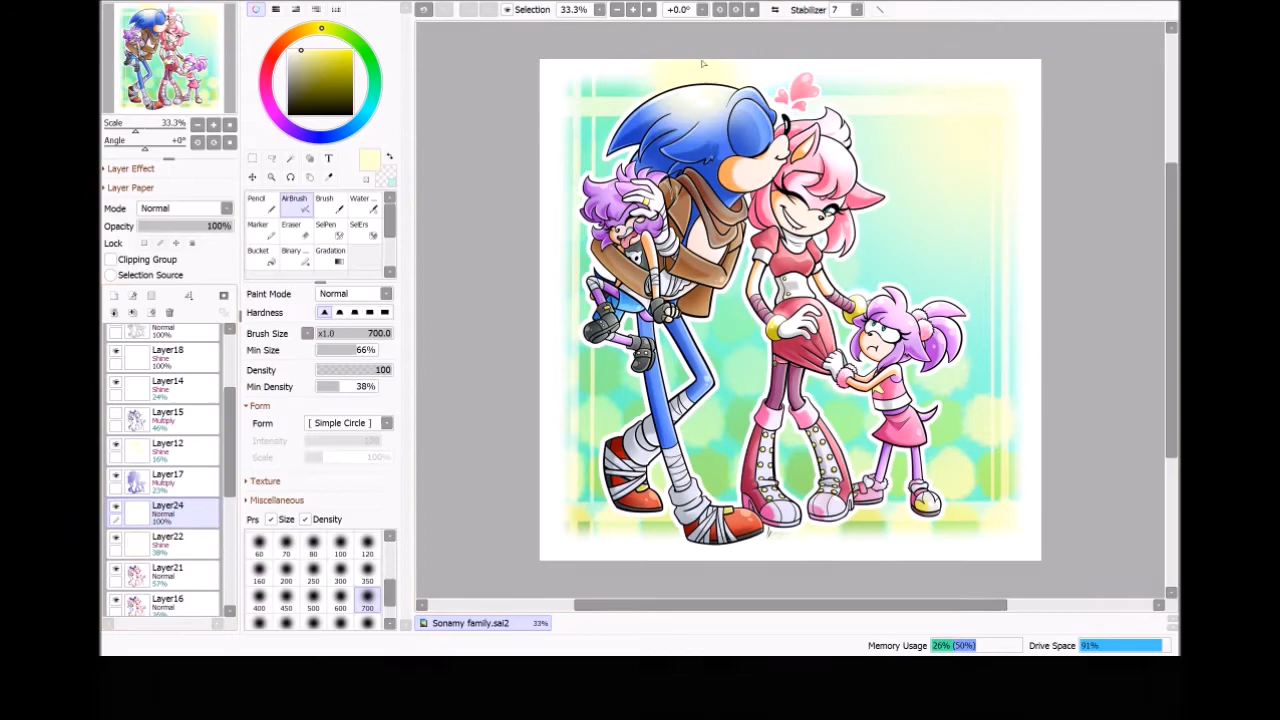 Selection 33.3% +0.0° Stabilizer 7
Scale 33.3%
Angle +0°
Layer Effect
Layer Paper
Mode Normal
Opacity 100%
Lock
Clipping Group
Selection Source
Normal
100%
Layer18
Shine
100%
Layer14
Shine
24%
Layer15
Multiply
46%
Layer12
Shine
16%
Layer17
Multiply
23%
Layer24
Normal
100%
Layer22
Shine
38%
Layer21
Normal
57%
Layer16
Normal
T
Pencil AirBrush Brush Water ...
Marker Eraser SelPen SelErs
Bucket Binary ... Gradation
Paint Mode Normal
Hardness
Brush Size x1.0 700.0
Min Size 66%
Density 100
Min Density 38%
Form
Form [ Simple Circle ]
Intensity 100
Scale 100%
Texture
Miscellaneous
Prs Size Density
60 70 80 100 120
160 200 250 300 350
400 450 500 600 700
Sonamy family.sai2 33%
Memory Usage 26% (50%) Drive Space 91%